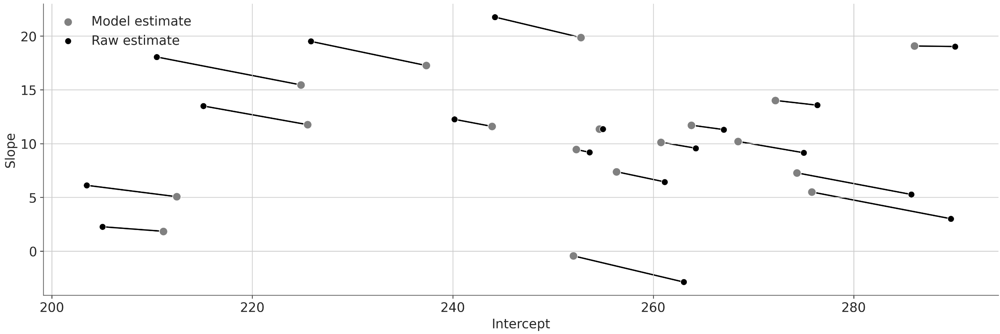 Model estimate
Raw estimate
20
15
10
5
0
Slope
200 220 240 260 280
Intercept